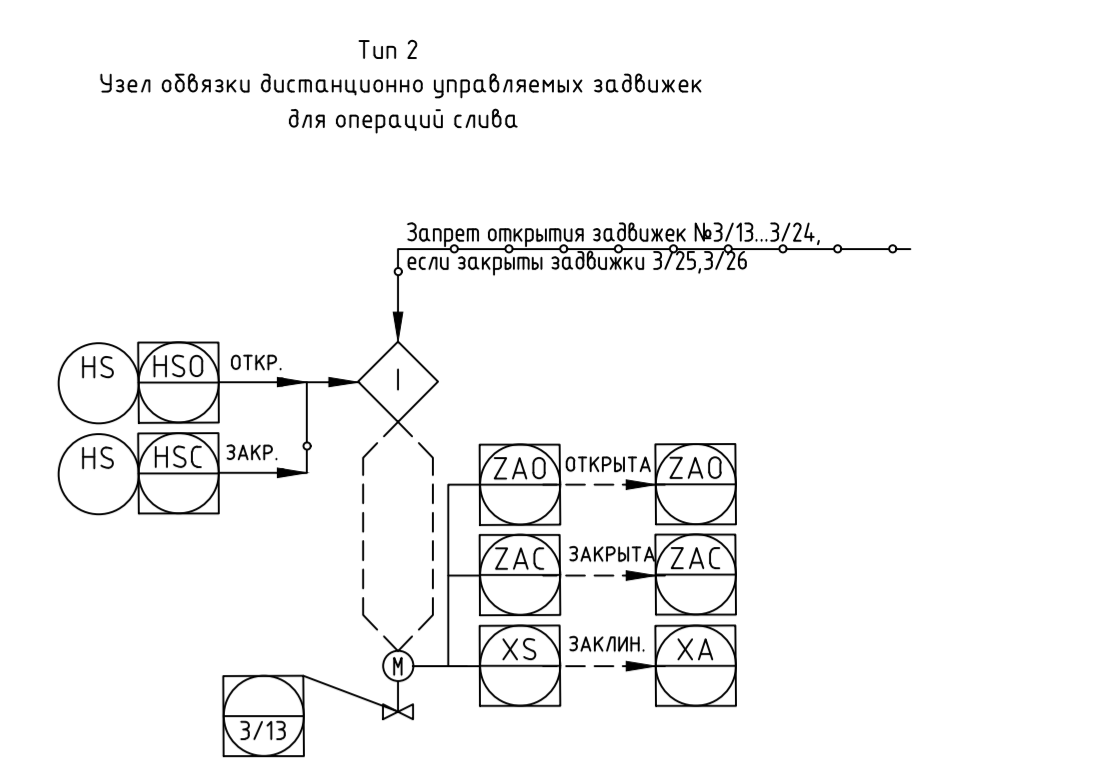 Тип 2
Узел обвязки дистанционно управляемых задвижек
для операций слива
Запрет открытия задвижек №3/13...3/24,
если закрыты задвижки 3/25,3/26
HS
HSO
ОТКР.
I
HS
HSC
ЗАКР.
ZAO
ОТКРЫТА
ZAO
ZAC
ЗАКРЫТА
ZAC
M
XS
ЗАКЛИН.
XA
3/13